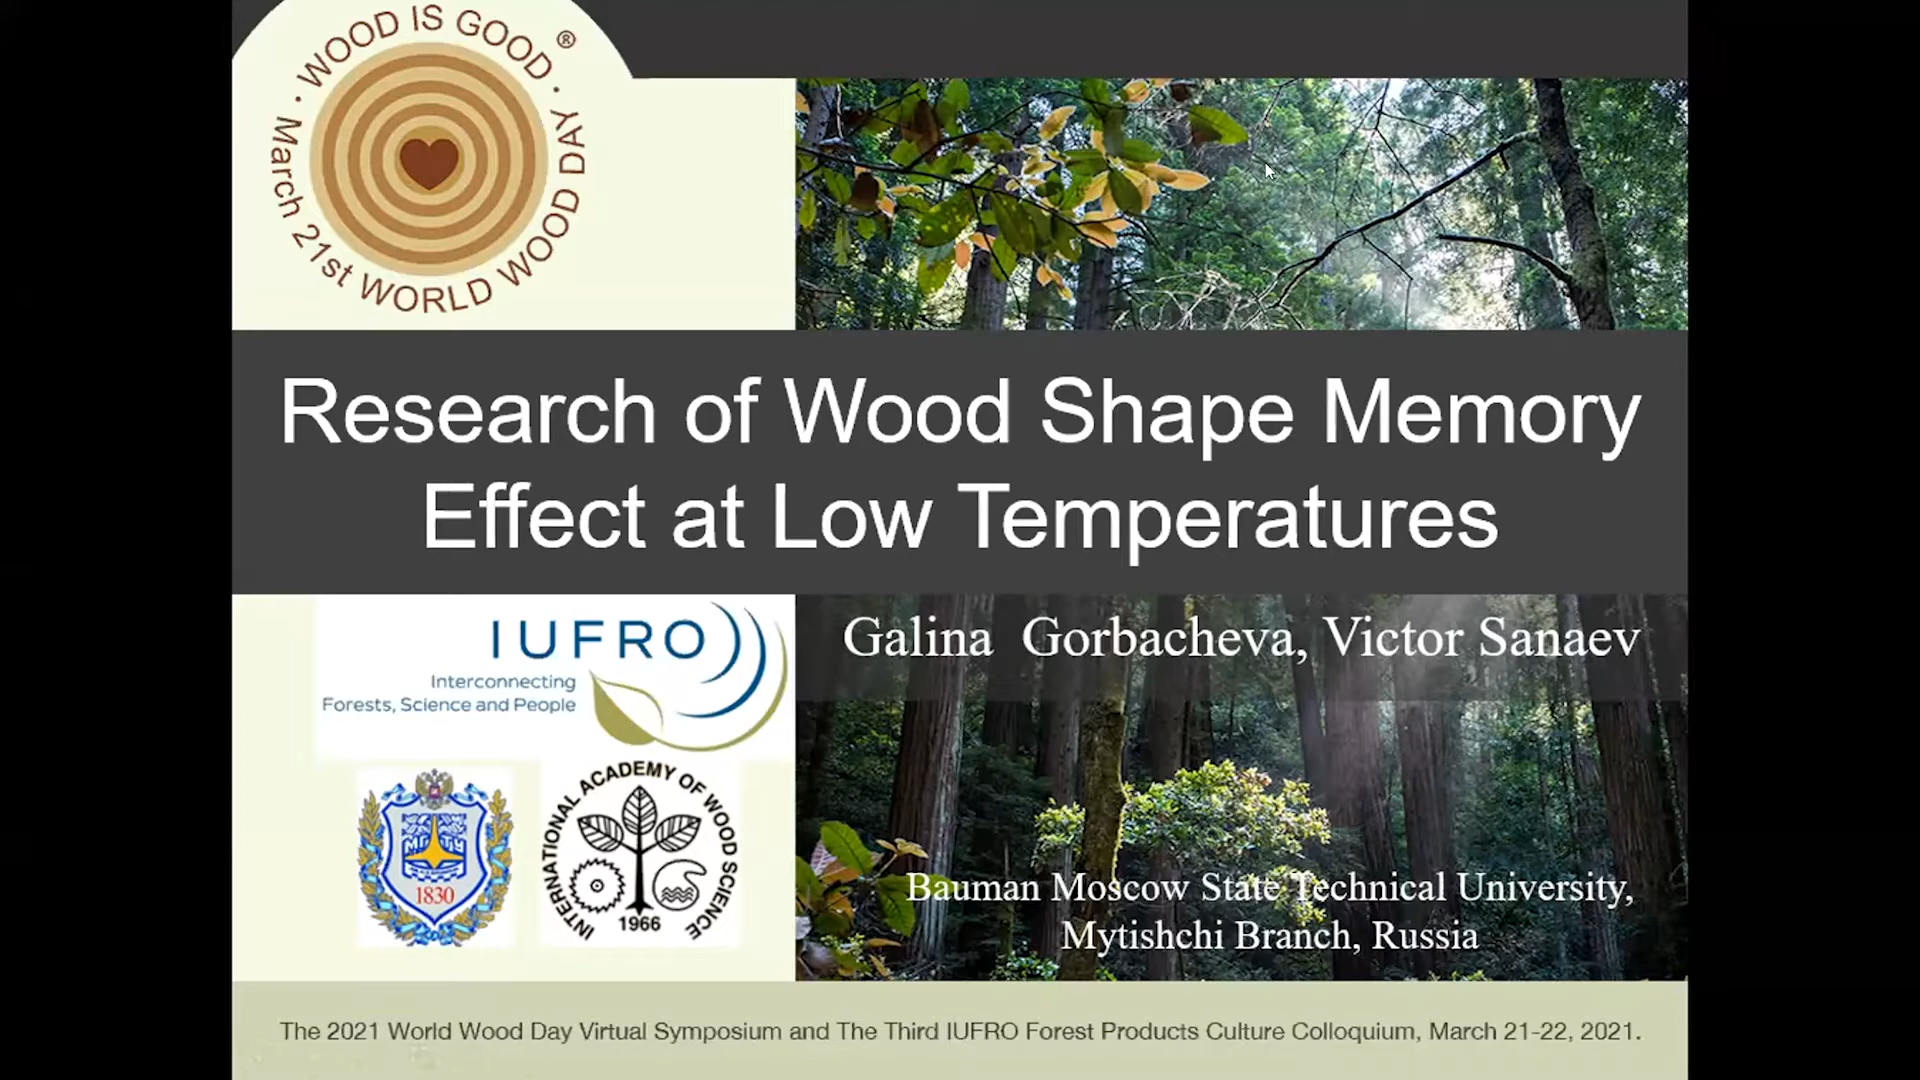 · WOOD IS GOOD · ®
March 21st WORLD WOOD DAY
Research of Wood Shape Memory
Effect at Low Temperatures
IUFRO
Interconnecting
Forests, Science and People
Galina Gorbacheva, Victor Sanaev
МГТУ
1830
INTERNATIONAL ACADEMY OF WOOD SCIENCE
1966
Bauman Moscow State Technical University,
Mytishchi Branch, Russia
The 2021 World Wood Day Virtual Symposium and The Third IUFRO Forest Products Culture Colloquium, March 21-22, 2021.